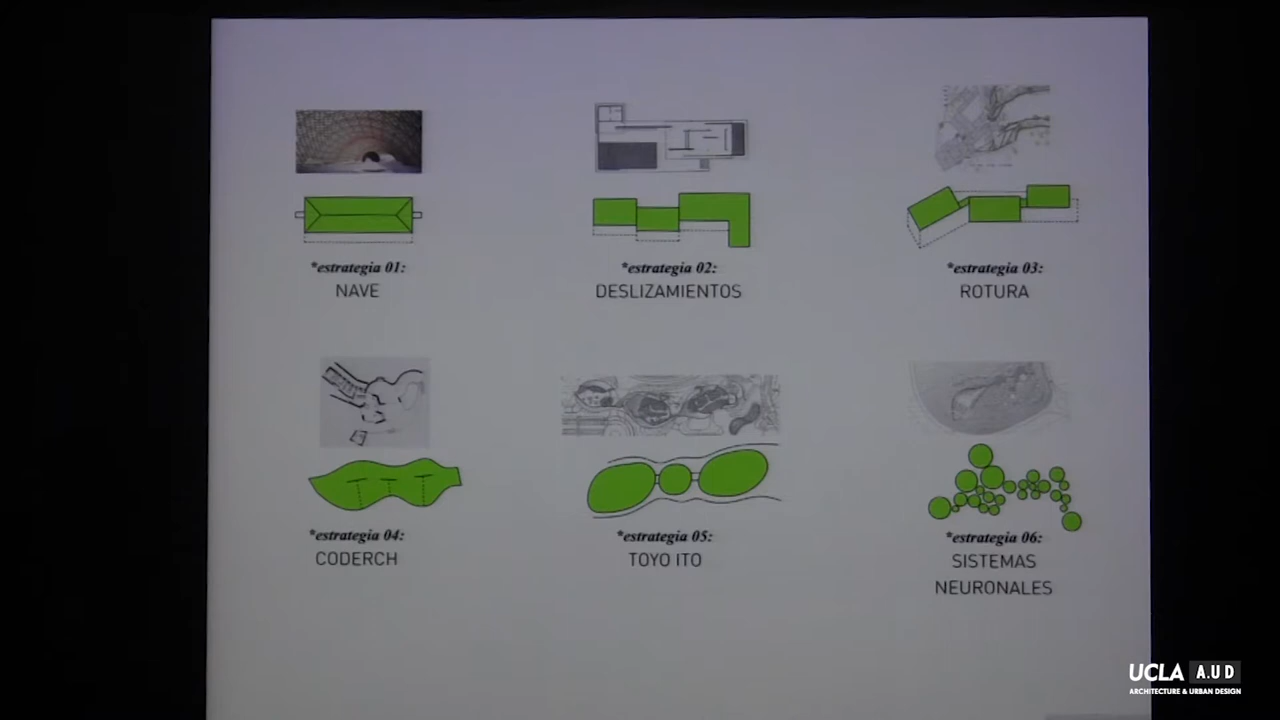 *estrategia 01:
NAVE
*estrategia 02:
DESLIZAMIENTOS
*estrategia 03:
ROTURA
*estrategia 04:
CODERCH
*estrategia 05:
TOYO ITO
*estrategia 06:
SISTEMAS
NEURONALES
UCLA A.UD
ARCHITECTURE & URBAN DESIGN